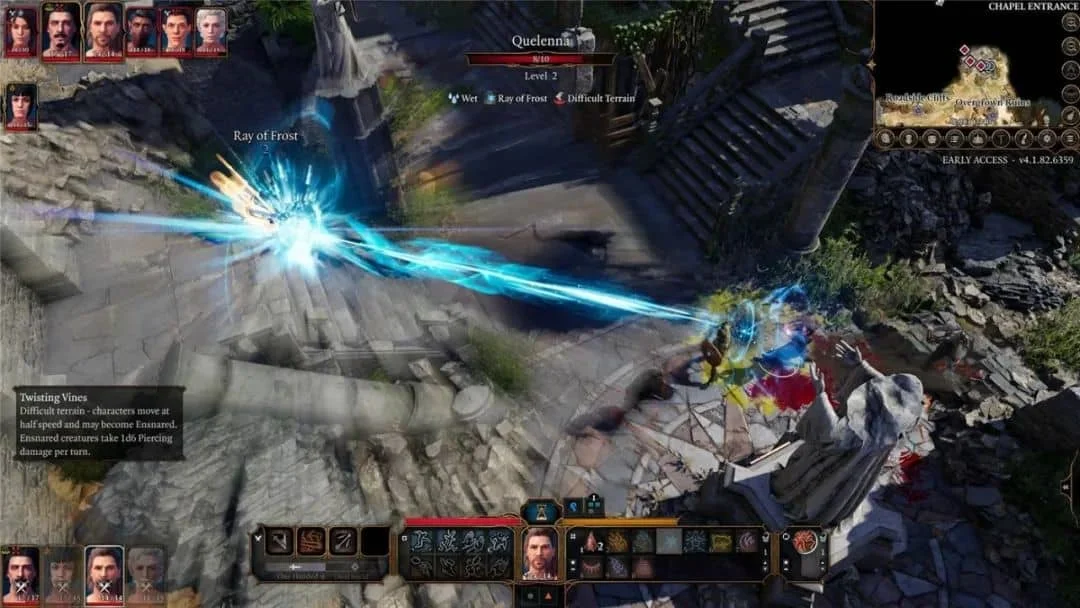 CHAPEL ENTRANCE
Quelenna
8/10
Level 2
Wet Ray of Frost Difficult Terrain
Roadside Cliffs
Overgrown Ruins
EARLY ACCESS - v4.1.82.6359
Ray of Frost
2
Twisting Vines
Difficult terrain - characters move at
half speed and may become Ensnared.
Ensnared creatures take 1d6 Piercing
damage per turn.